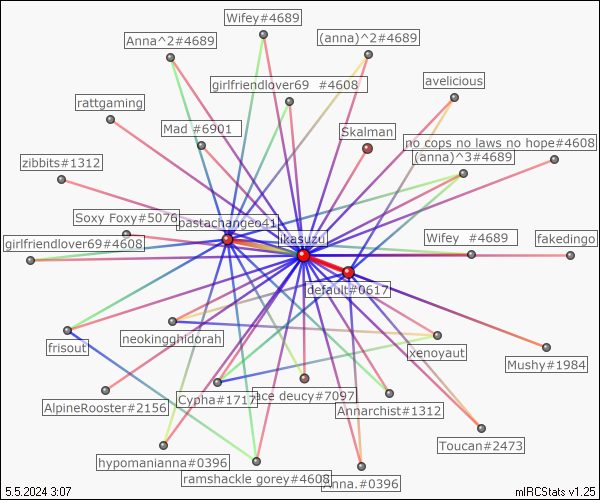 Wifey#4689
Anna^2#4689
(anna)^2#4689
girlfriendlover69 #4608
avelicious
rattgaming
Mad #6901
Skalman
no cops no laws no hope#4608
(anna)^3#4689
zibbits#1312
Soxy Foxy#5076
pastachangeo41
ikasuzu
girlfriendlover69#4608
Wifey #4689
fakedingo
default#0617
frisout
neokingghidorah
xenoyaut
Mushy#1984
AlpineRooster#2156
Cypha#1717
ace deucy#7097
Annarchist#1312
Toucan#2473
hypomanianna#0396
ramshackle gorey#4608
Anna.#0396
5.5.2024 3:07
mIRCStats v1.25